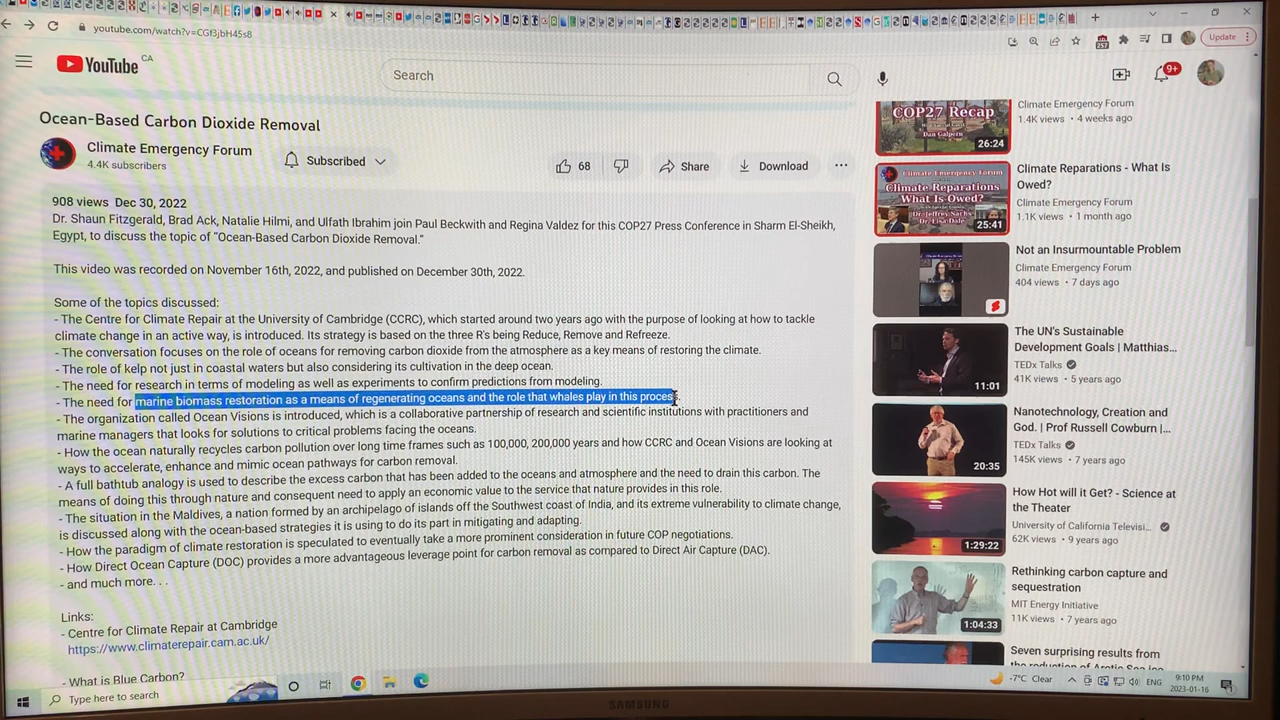 youtube.com/watch?v=CGf3jbH45s8
257
Update
YouTube CA
Search
9+
Ocean-Based Carbon Dioxide Removal
Climate Emergency Forum
4.4K subscribers
Subscribed
68
Share
Download
908 views Dec 30, 2022
Dr. Shaun Fitzgerald, Brad Ack, Natalie Hilmi, and Ulfath Ibrahim join Paul Beckwith and Regina Valdez for this COP27 Press Conference in Sharm El-Sheikh,
Egypt, to discuss the topic of "Ocean-Based Carbon Dioxide Removal."
This video was recorded on November 16th, 2022, and published on December 30th, 2022.
Some of the topics discussed:
- The Centre for Climate Repair at the University of Cambridge (CCRC), which started around two years ago with the purpose of looking at how to tackle
climate change in an active way, is introduced. Its strategy is based on the three R's being Reduce, Remove and Refreeze.
- The conversation focuses on the role of oceans for removing carbon dioxide from the atmosphere as a key means of restoring the climate.
- The role of kelp not just in coastal waters but also considering its cultivation in the deep ocean.
- The need for research in terms of modeling as well as experiments to confirm predictions from modeling.
- The need for marine biomass restoration as a means of regenerating oceans and the role that whales play in this process.
- The organization called Ocean Visions is introduced, which is a collaborative partnership of research and scientific institutions with practitioners and
marine managers that looks for solutions to critical problems facing the oceans.
- How the ocean naturally recycles carbon pollution over long time frames such as 100,000, 200,000 years and how CCRC and Ocean Visions are looking at
ways to accelerate, enhance and mimic ocean pathways for carbon removal.
- A full bathtub analogy is used to describe the excess carbon that has been added to the oceans and atmosphere and the need to drain this carbon. The
means of doing this through nature and consequent need to apply an economic value to the service that nature provides in this role.
- The situation in the Maldives, a nation formed by an archipelago of islands off the Southwest coast of India, and its extreme vulnerability to climate change,
is discussed along with the ocean-based strategies it is using to do its part in mitigating and adapting.
- How the paradigm of climate restoration is speculated to eventually take a more prominent consideration in future COP negotiations.
- How Direct Ocean Capture (DOC) provides a more advantageous leverage point for carbon removal as compared to Direct Air Capture (DAC).
- and much more. . .
Links:
- Centre for Climate Repair at Cambridge
https://www.climaterepair.cam.ac.uk/
- What is Blue Carbon?
COP27 Recap
Dan Galpern
26:24
Climate Emergency Forum
1.4K views • 4 weeks ago
Climate Emergency Forum
Climate Reparations
What Is Owed?
Dr. Jeffrey Sachs
Dr. Lisa Dale
25:41
Climate Reparations - What Is
Owed?
Climate Emergency Forum
1.1K views • 1 month ago
Not an Insurmountable Problem
Climate Emergency Forum
404 views • 7 days ago
11:01
The UN's Sustainable
Development Goals | Matthias...
TEDx Talks
41K views • 5 years ago
20:35
Nanotechnology, Creation and
God. | Prof Russell Cowburn |...
TEDx Talks
145K views • 7 years ago
1:29:22
How Hot will it Get? - Science at
the Theater
University of California Televisi...
62K views • 9 years ago
1:04:33
Rethinking carbon capture and
sequestration
MIT Energy Initiative
11K views • 7 years ago
Seven surprising results from
the reduction of Arctic Sea Ice
Type here to search
-7°C Clear
ENG
9:10 PM
2023-01-16
SAMSUNG